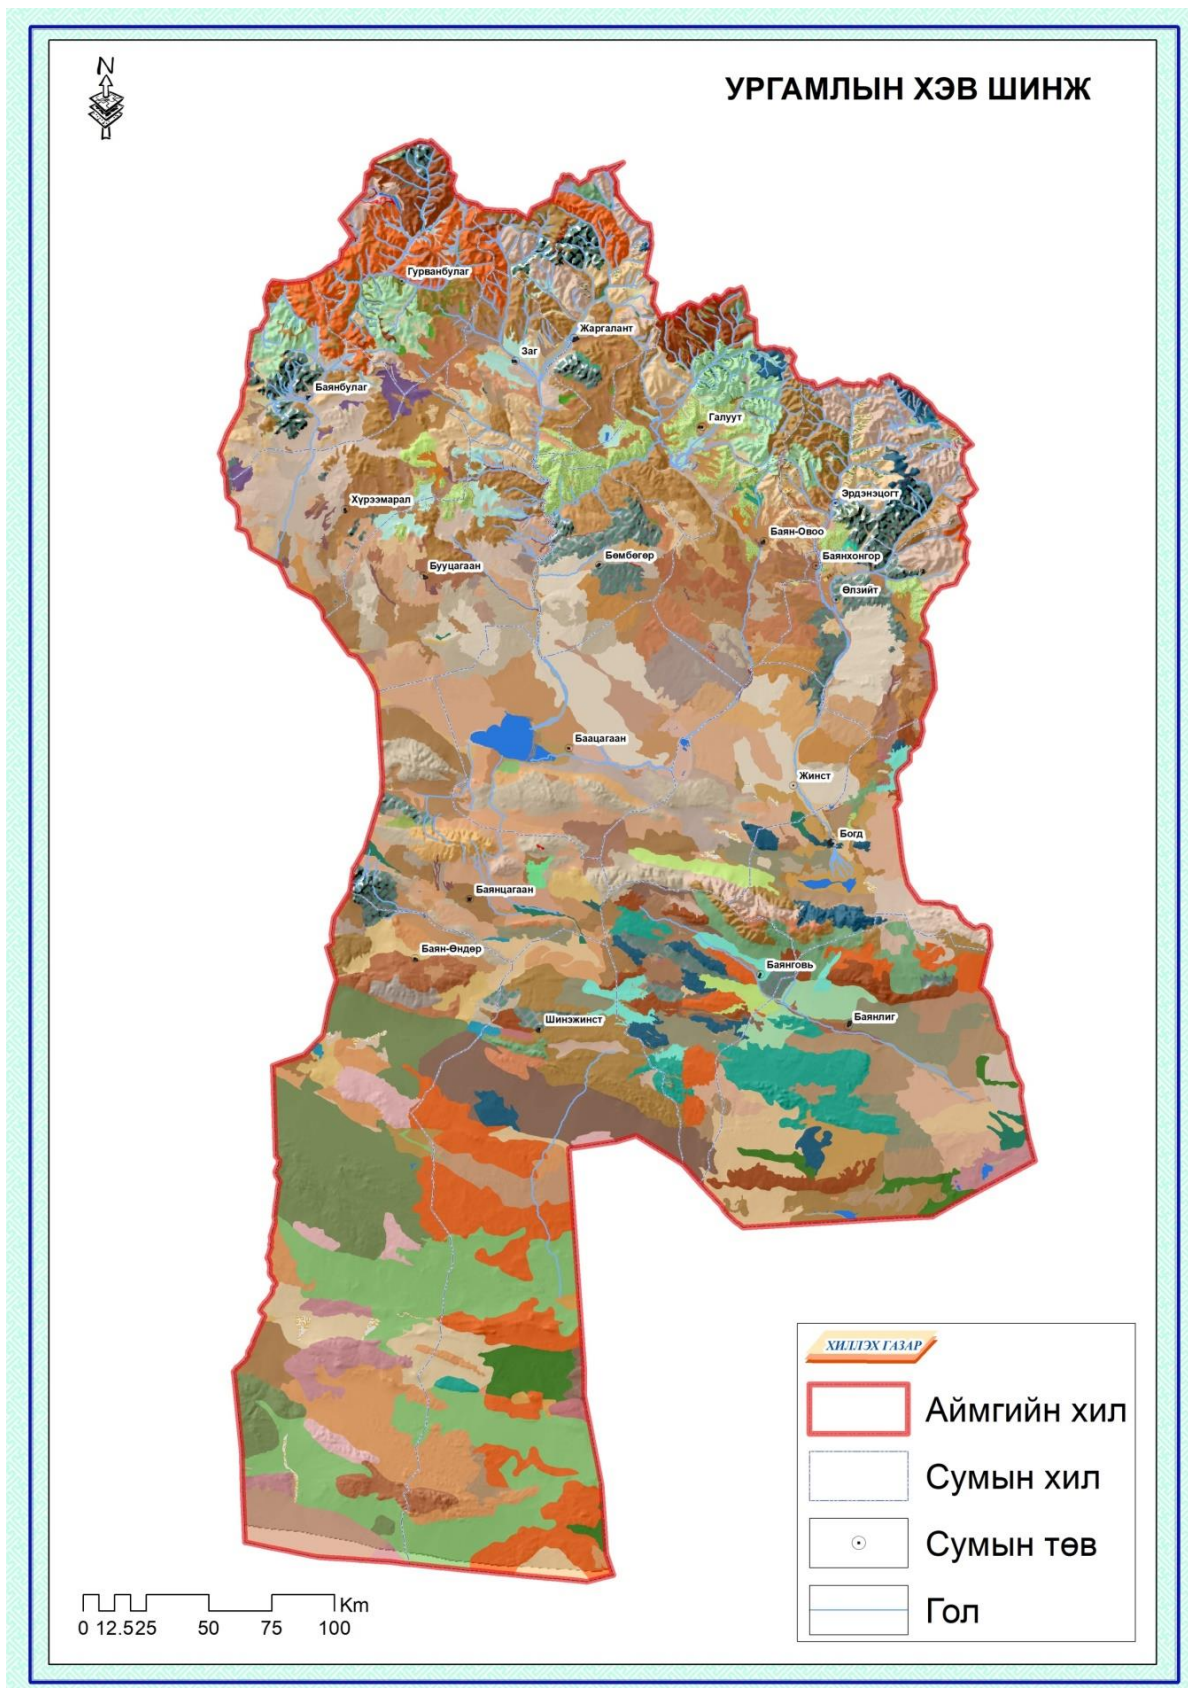 N
УРГАМЛЫН ХЭВ ШИНЖ
Гурванбулаг
Жаргалант
Заг
Баянбулаг
Галуут
Хүрээмарал
Эрдэнэцогт
Баян-Овоо
Бөмбөгөр
Баянхонгор
Бууцагаан
Өлзийт
Баацагаан
Жинст
Богд
Баянцагаан
Баян-Өндөр
Баянговь
Шинэжинст
Баянлиг
ХИЛЛЭХ ГАЗАР
Аймгийн хил
Сумын хил
Сумын төв
Гол
Km
0 12.525 50 75 100